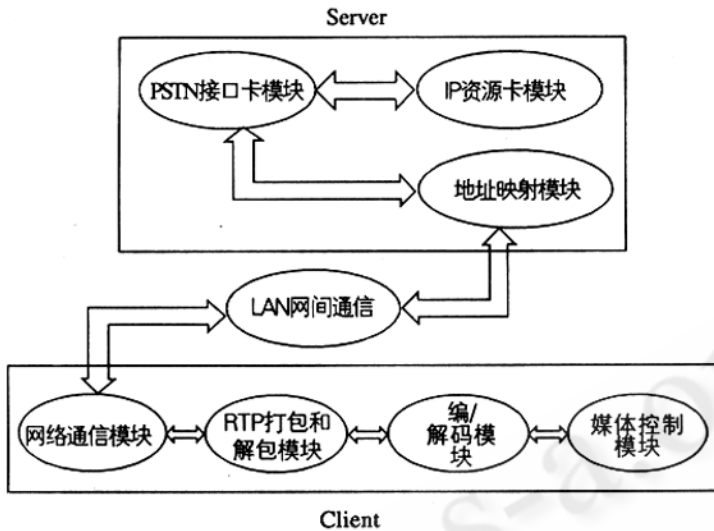 Server
PSTN接口卡模块
IP资源卡模块
地址映射模块
LAN网间通信
网络通信模块
RTP打包和
解包模块
编/
解码模
块
媒体控制
模块
Client